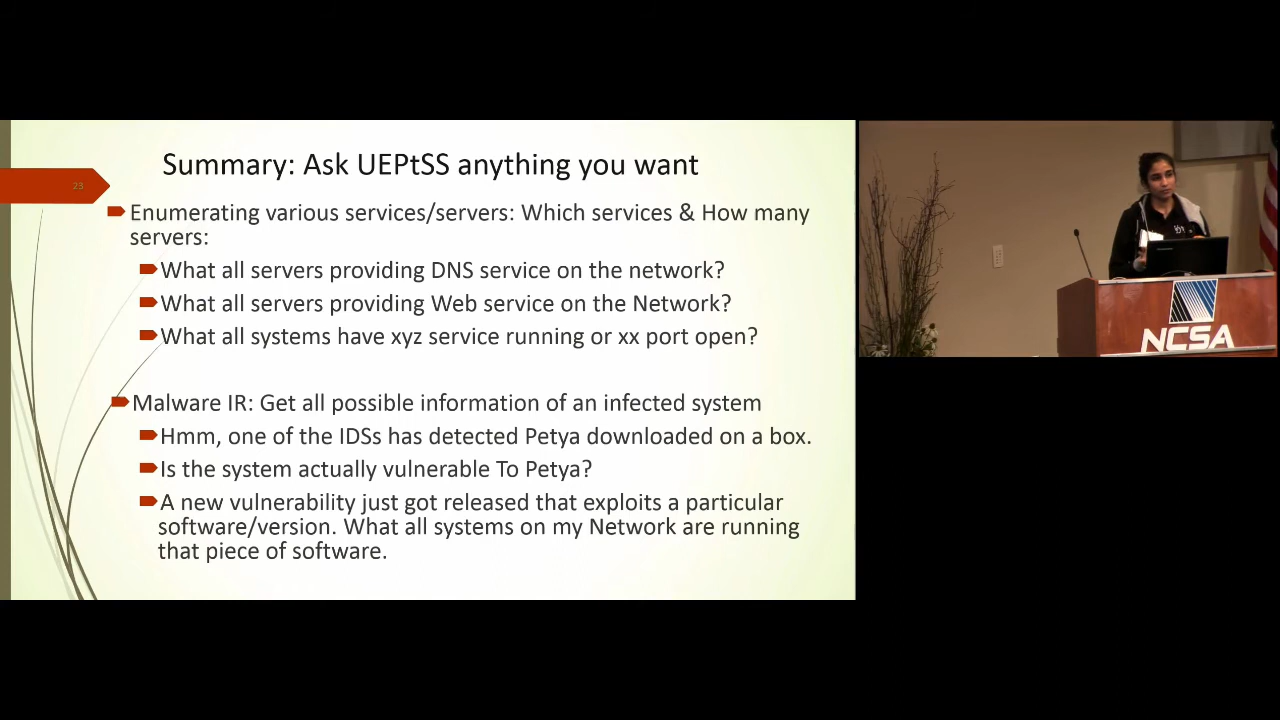 Summary: Ask UEPtSS anything you want
23
Enumerating various services/servers: Which services & How many
servers:
What all servers providing DNS service on the network?
What all servers providing Web service on the Network?
What all systems have xyz service running or xx port open?
Malware IR: Get all possible information of an infected system
Hmm, one of the IDSs has detected Petya downloaded on a box.
Is the system actually vulnerable To Petya?
A new vulnerability just got released that exploits a particular
software/version. What all systems on my Network are running
that piece of software.
NCSA